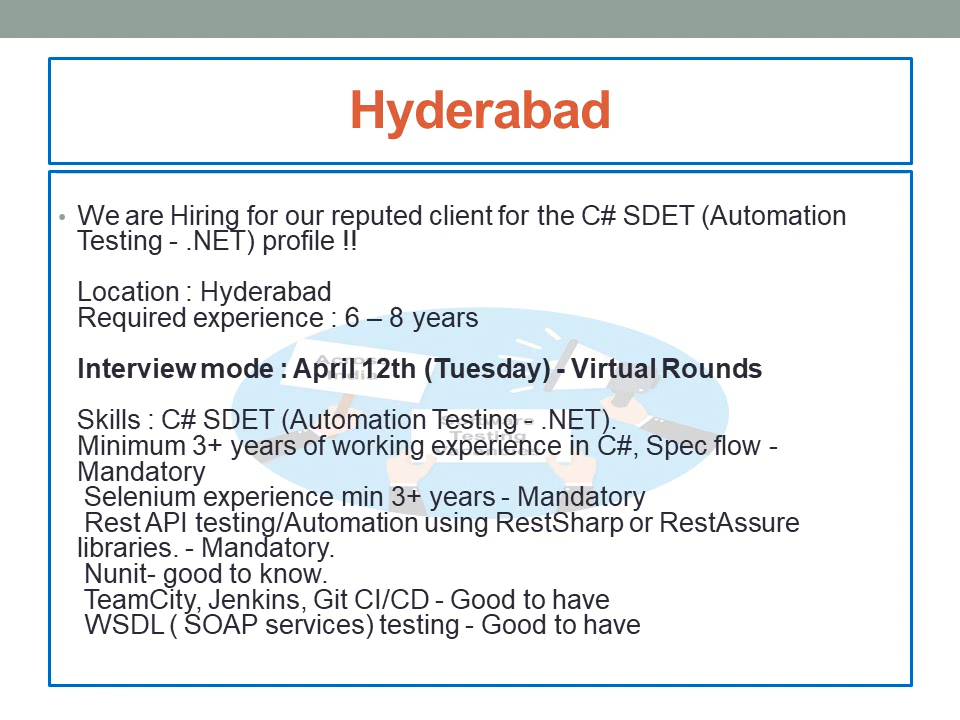 Hyderabad
• We are Hiring for our reputed client for the C# SDET (Automation
Testing - .NET) profile !!
Location : Hyderabad
Required experience : 6 – 8 years
Across
India
Interview mode : April 12th (Tuesday) - Virtual Rounds
Skills : C# SDET (Automation Testing - .NET).
Software
Testing
Minimum 3+ years of working experience in C#, Spec flow -
Mandatory
Selenium experience min 3+ years - Mandatory
Rest API testing/Automation using RestSharp or RestAssure
libraries. - Mandatory.
Nunit- good to know.
TeamCity, Jenkins, Git CI/CD - Good to have
WSDL ( SOAP services) testing - Good to have